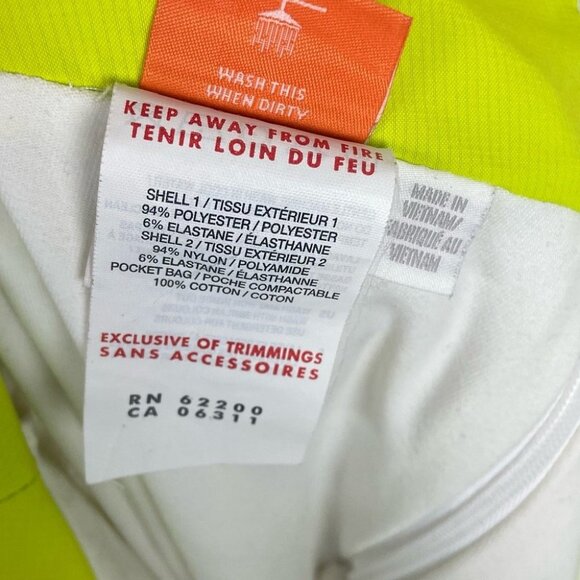 WASH THIS
WHEN DIRTY
KEEP AWAY FROM FIRE
TENIR LOIN DU FEU
SHELL 1 / TISSU EXTÉRIEUR 1
94% POLYESTER / POLYESTER
6% ELASTANE / ÉLASTHANNE
SHELL 2 / TISSU EXTÉRIEUR 2
94% NYLON / POLYAMIDE
6% ELASTANE / ÉLASTHANNE
POCKET BAG / POCHE COMPACTABLE
100% COTTON / COTON
EXCLUSIVE OF TRIMMINGS
SANS ACCESSOIRES
RN 62200
CA 06311
MADE IN
VIETNAM/
FABRIQUÉ AU
VIETNAM